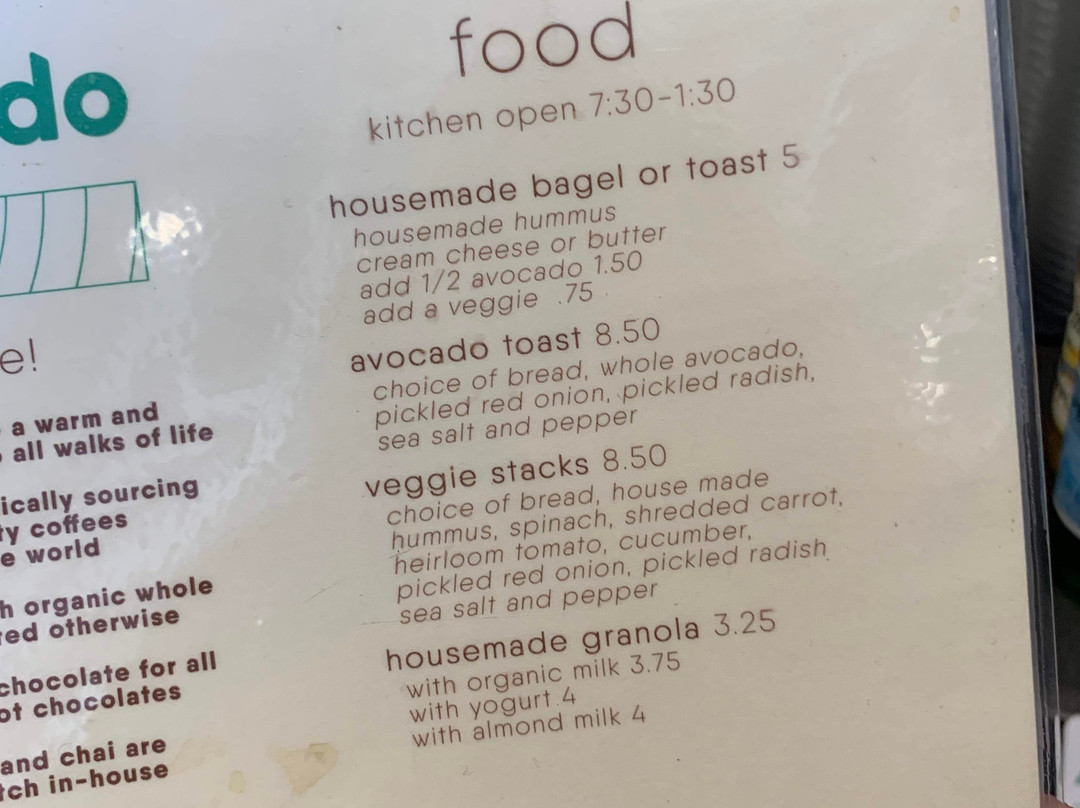 do
e!
a warm and
all walks of life
ically sourcing
ty coffees
e world
h organic whole
red otherwise
chocolate for all
ot chocolates
and chai are
tch in-house
food
kitchen open 7:30-1:30
housemade bagel or toast 5
housemade hummus
cream cheese or butter
add 1/2 avocado 1.50
add a veggie .75
avocado toast 8.50
choice of bread, whole avocado,
pickled red onion, pickled radish,
sea salt and pepper
veggie stacks 8.50
choice of bread, house made
hummus, spinach, shredded carrot,
heirloom tomato, cucumber,
pickled red onion, pickled radish
sea salt and pepper
housemade granola 3.25
with organic milk 3.75
with yogurt 4
with almond milk 4